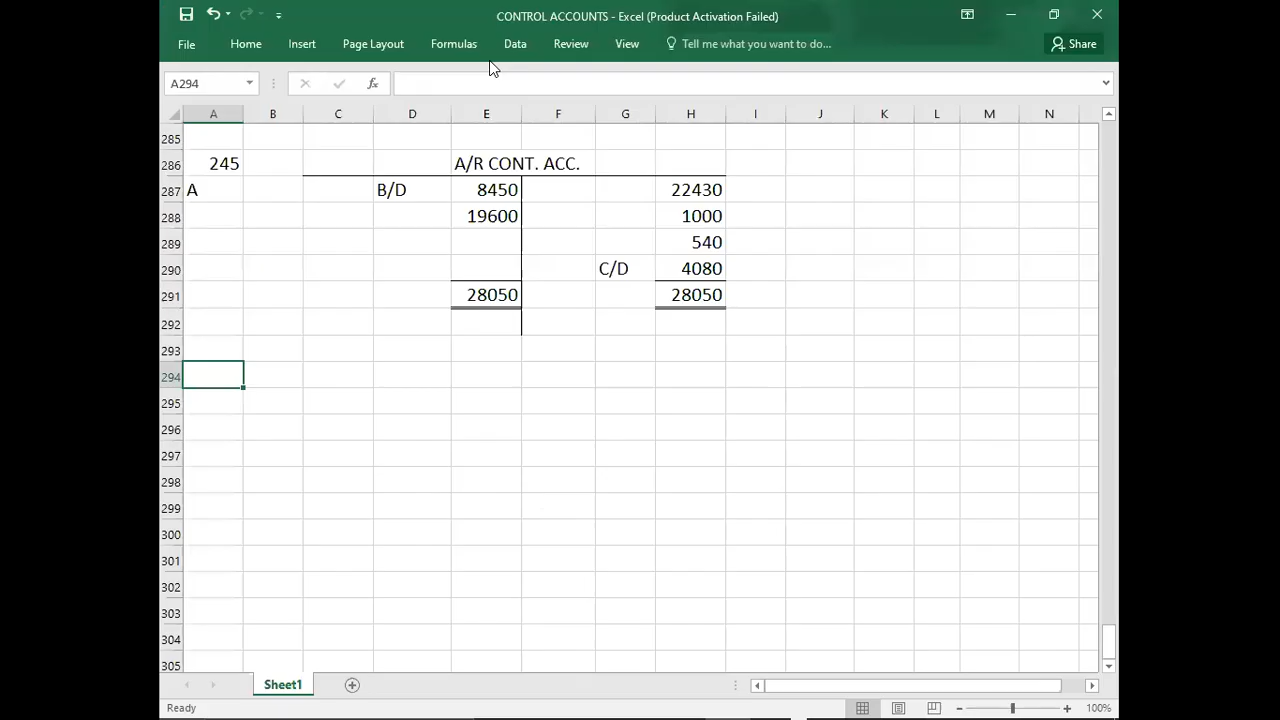 CONTROL ACCOUNTS - Excel (Product Activation Failed)
File Home Insert Page Layout Formulas Data Review View Tell me what you want to do... Share
A294 fx
A B C D E F G H I J K L M N
285
286 245 A/R CONT. ACC.
287 A B/D 8450 22430
288 19600 1000
289 540
290 C/D 4080
291 28050 28050
292
293
294
295
296
297
298
299
300
301
302
303
304
305
Sheet1
Ready 100%